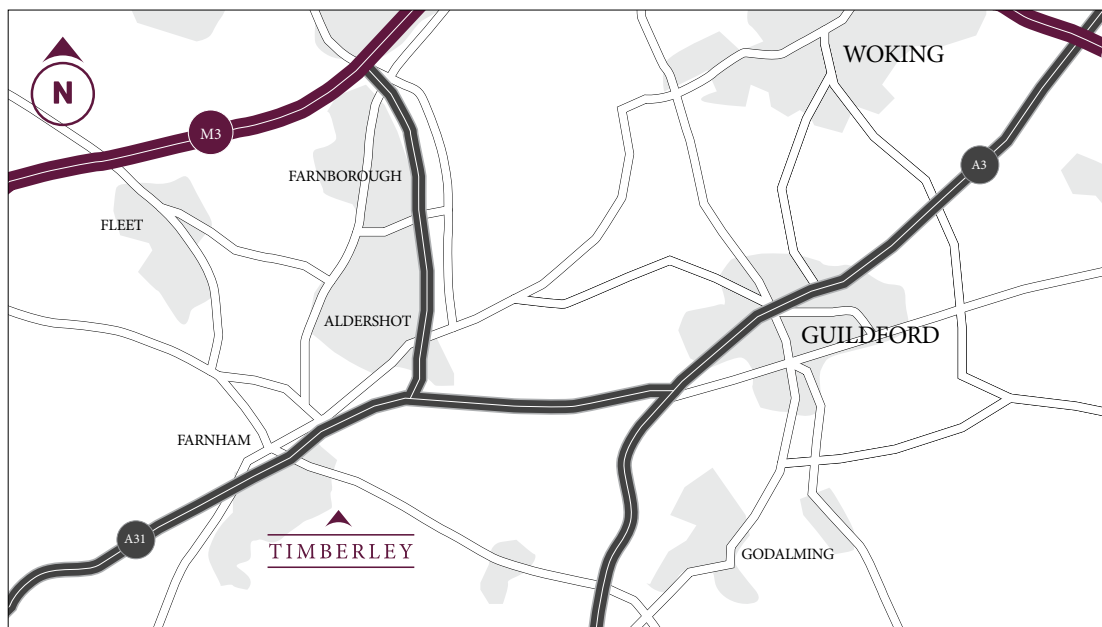 WOKING
N
M3
A3
FARNBOROUGH
FLEET
ALDERSHOT
GUILDFORD
FARNHAM
A31
TIMBERLEY
GODALMING